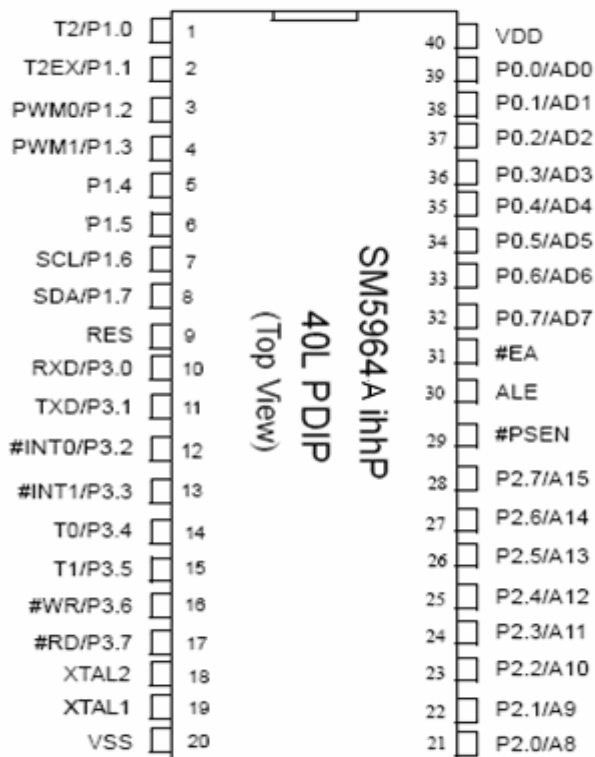 T2/P1.0 1
T2EX/P1.1 2
PWM0/P1.2 3
PWM1/P1.3 4
P1.4 5
P1.5 6
SCL/P1.6 7
SDA/P1.7 8
RES 9
RXD/P3.0 10
TXD/P3.1 11
#INT0/P3.2 12
#INT1/P3.3 13
T0/P3.4 14
T1/P3.5 15
#WR/P3.6 16
#RD/P3.7 17
XTAL2 18
XTAL1 19
VSS 20
SM5964A ihhP
40L PDIP
(Top View)
40 VDD
39 P0.0/AD0
38 P0.1/AD1
37 P0.2/AD2
36 P0.3/AD3
35 P0.4/AD4
34 P0.5/AD5
33 P0.6/AD6
32 P0.7/AD7
31 #EA
30 ALE
29 #PSEN
28 P2.7/A15
27 P2.6/A14
26 P2.5/A13
25 P2.4/A12
24 P2.3/A11
23 P2.2/A10
22 P2.1/A9
21 P2.0/A8